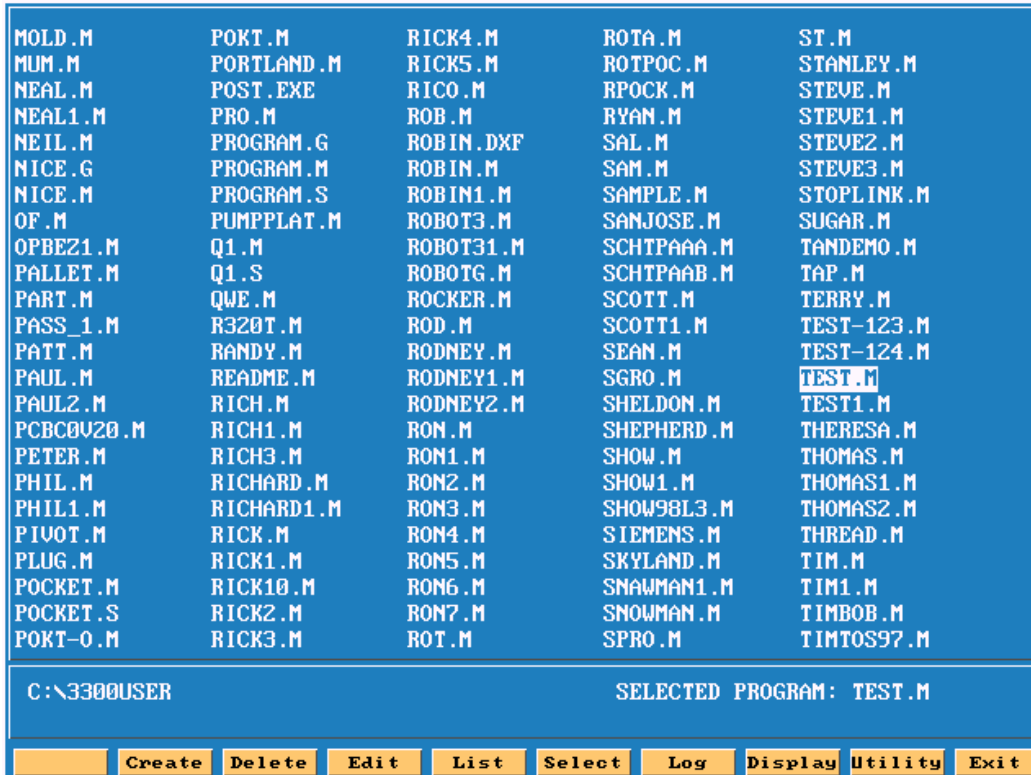 MOLD.M POKT.M RICK4.M ROTA.M ST.M
MUM.M PORTLAND.M RICK5.M ROTPOC.M STANLEY.M
NEAL.M POST.EXE RICO.M RPOCK.M STEVE.M
NEAL1.M PRO.M ROB.M RYAN.M STEVE1.M
NEIL.M PROGRAM.G ROBIN.DXF SAL.M STEVE2.M
NICE.G PROGRAM.M ROBIN.M SAM.M STEVE3.M
NICE.M PROGRAM.S ROBIN1.M SAMPLE.M STOPLINK.M
OF.M PUMPPLAT.M ROBOT3.M SANJOSE.M SUGAR.M
OPBEZ1.M Q1.M ROBOT31.M SCHTPAAA.M TANDEMO.M
PALLET.M Q1.S ROBOTG.M SCHTPAAB.M TAP.M
PART.M QWE.M ROCKER.M SCOTT.M TERRY.M
PASS_1.M R320T.M ROD.M SCOTT1.M TEST-123.M
PATT.M RANDY.M RODNEY.M SEAN.M TEST-124.M
PAUL.M README.M RODNEY1.M SGRO.M TEST.M
PAUL2.M RICH.M RODNEY2.M SHELDON.M TEST1.M
PCBC0V20.M RICH1.M RON.M SHEPHERD.M THERESA.M
PETER.M RICH3.M RON1.M SHOW.M THOMAS.M
PHIL.M RICHARD.M RON2.M SHOW1.M THOMAS1.M
PHIL1.M RICHARD1.M RON3.M SHOW98L3.M THOMAS2.M
PIVOT.M RICK.M RON4.M SIEMENS.M THREAD.M
PLUG.M RICK1.M RON5.M SKYLAND.M TIM.M
POCKET.M RICK10.M RON6.M SNAWMAN1.M TIM1.M
POCKET.S RICK2.M RON7.M SNOWMAN.M TIMBOB.M
POKT-O.M RICK3.M ROT.M SPRO.M TIMTOS97.M
C:\3300USER SELECTED PROGRAM: TEST.M
Create Delete Edit List Select Log Display Utility Exit